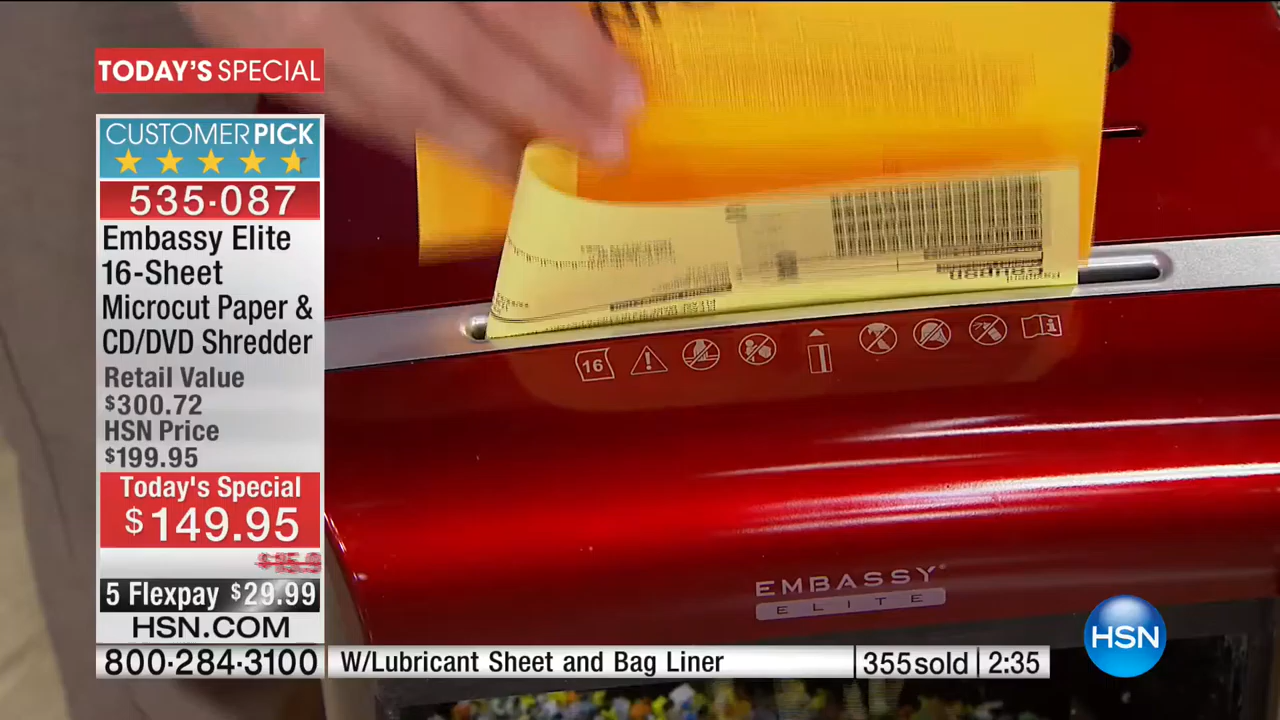 TODAY'S SPECIAL
CUSTOMER PICK
535-087
Embassy Elite
16-Sheet
Microcut Paper &
CD/DVD Shredder
Retail Value
$300.72
HSN Price
$199.95
Today's Special
$149.95
5 Flexpay $29.99
HSN.COM
800-284-3100
W/Lubricant Sheet and Bag Liner
355 sold
2:35
16
EMBASSY
ELITE
HSN